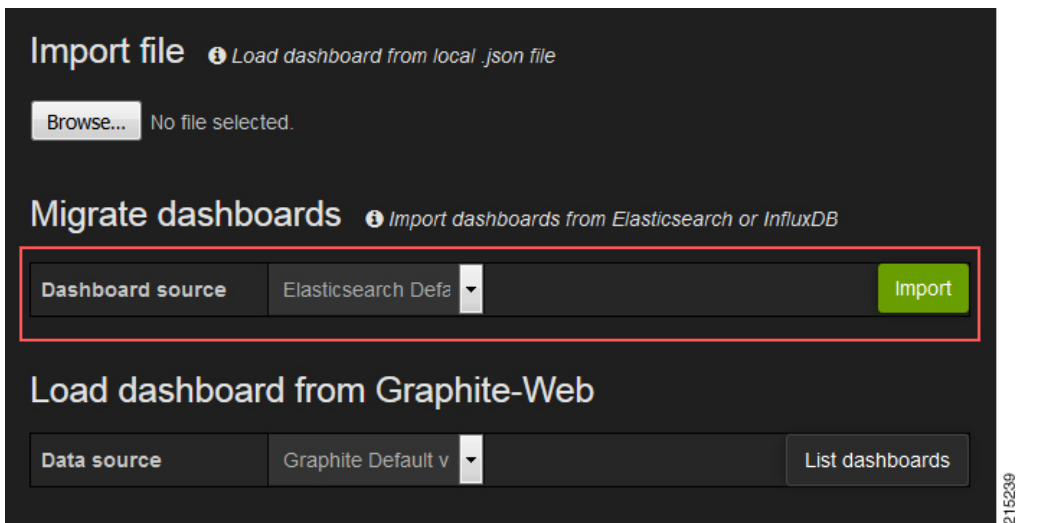 Import file Load dashboard from local .json file
Browse... No file selected.
Migrate dashboards Import dashboards from Elasticsearch or InfluxDB
Dashboard source Elasticsearch Defa Import
Load dashboard from Graphite-Web
Data source Graphite Default v List dashboards
215239